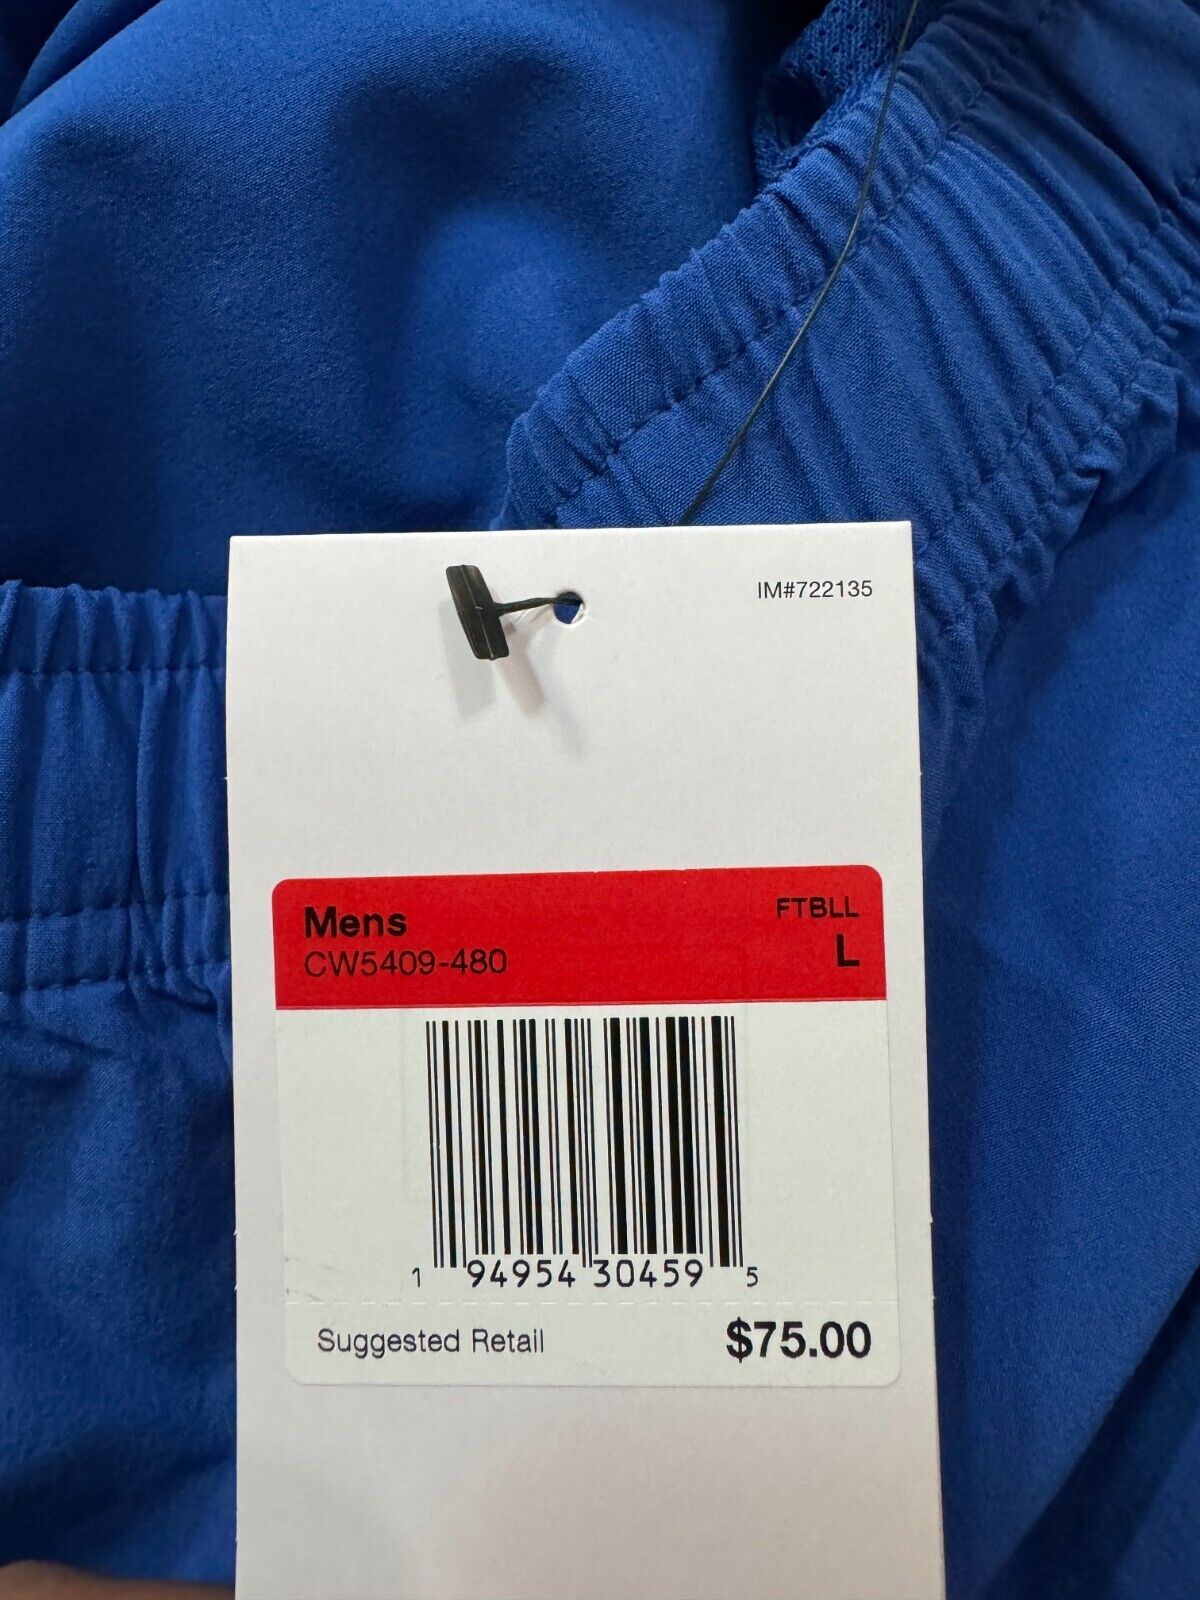 IM#722135
Mens
FTBLL
CW5409-480
L
1 94954 30459 5
Suggested Retail
$75.00